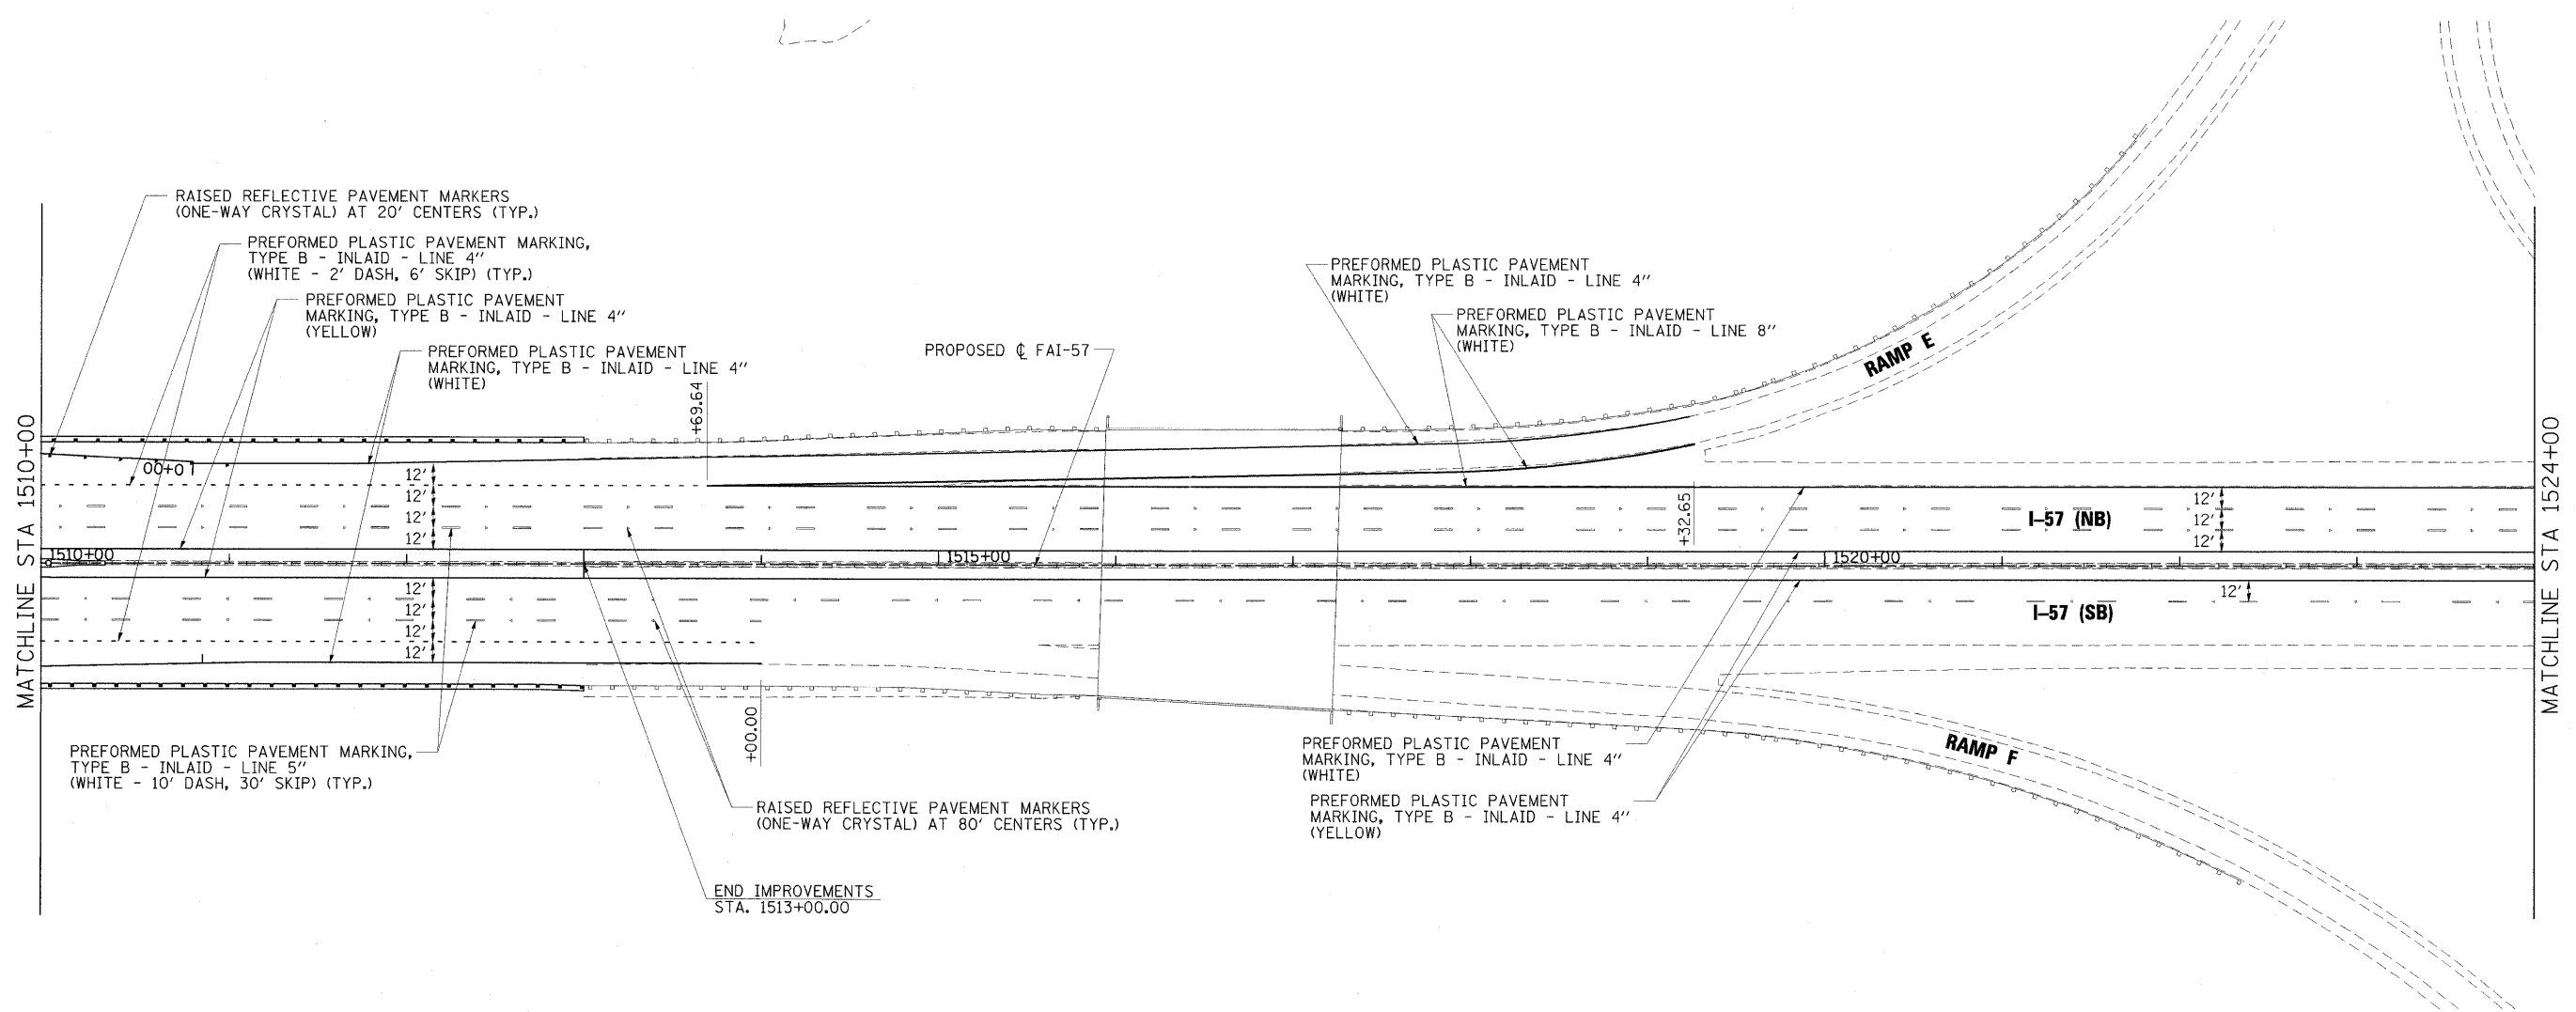 RAISED REFLECTIVE PAVEMENT MARKERS
(ONE-WAY CRYSTAL) AT 20' CENTERS (TYP.)
PREFORMED PLASTIC PAVEMENT MARKING,
TYPE B - INLAID - LINE 4"
(WHITE - 2' DASH, 6' SKIP) (TYP.)
PREFORMED PLASTIC PAVEMENT
MARKING, TYPE B - INLAID - LINE 4"
(YELLOW)
PREFORMED PLASTIC PAVEMENT
MARKING, TYPE B - INLAID - LINE 4"
(WHITE)
+69.64
PROPOSED ℄ FAI-57
PREFORMED PLASTIC PAVEMENT
MARKING, TYPE B - INLAID - LINE 4"
(WHITE)
PREFORMED PLASTIC PAVEMENT
MARKING, TYPE B - INLAID - LINE 8"
(WHITE)
RAMP E
MATCHLINE STA 1510+00
00+01
12'
12'
12'
12'
1510+00
1515+00
+32.65
1520+00
I-57 (NB)
12'
12'
12'
12'
12'
12'
12'
12'
I-57 (SB)
MATCHLINE STA 1524+00
+00.00
RAMP F
PREFORMED PLASTIC PAVEMENT MARKING,
TYPE B - INLAID - LINE 5"
(WHITE - 10' DASH, 30' SKIP) (TYP.)
RAISED REFLECTIVE PAVEMENT MARKERS
(ONE-WAY CRYSTAL) AT 80' CENTERS (TYP.)
PREFORMED PLASTIC PAVEMENT
MARKING, TYPE B - INLAID - LINE 4"
(WHITE)
PREFORMED PLASTIC PAVEMENT
MARKING, TYPE B - INLAID - LINE 4"
(YELLOW)
END IMPROVEMENTS
STA. 1513+00.00